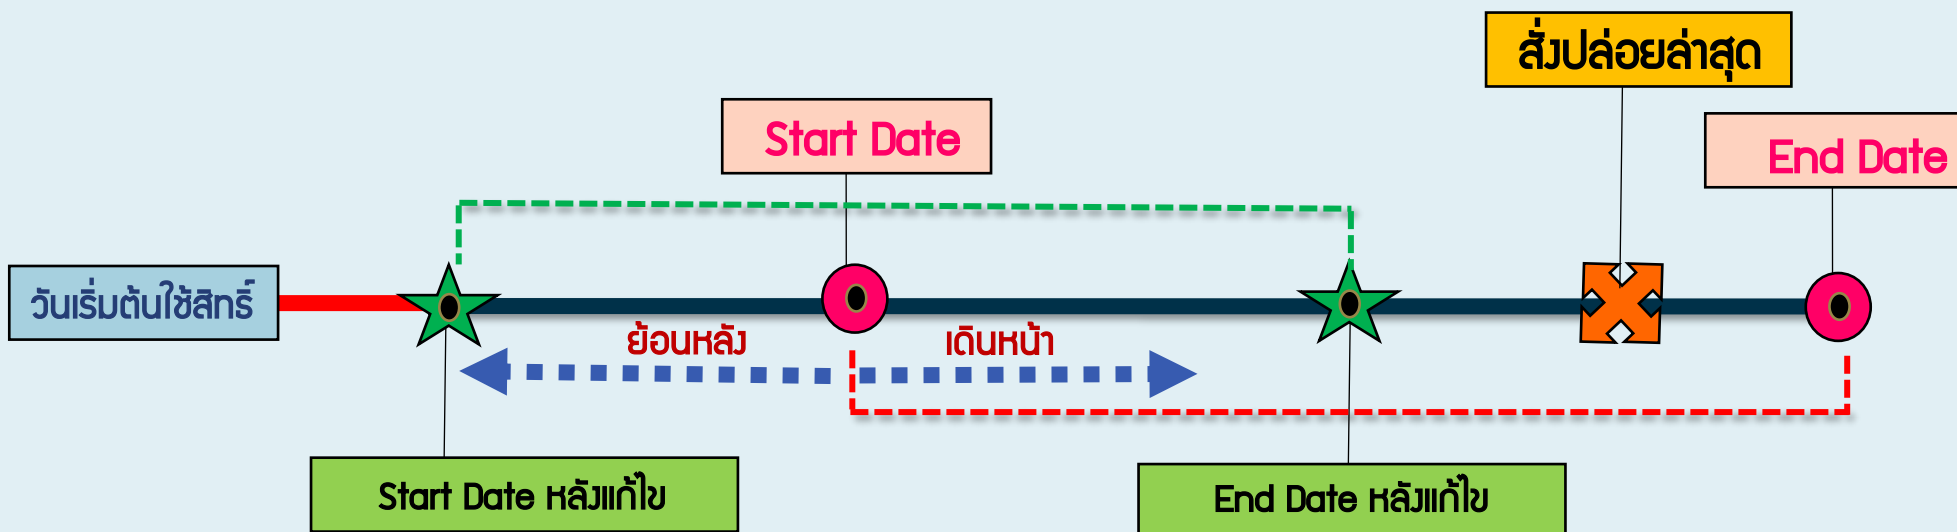 สั่งปล่อยล่าสุด
Start Date
End Date
วันเริ่มต้นใช้สิทธิ์
ย้อนหลัง
เดินหน้า
Start Date หลังแก้ไข
End Date หลังแก้ไข